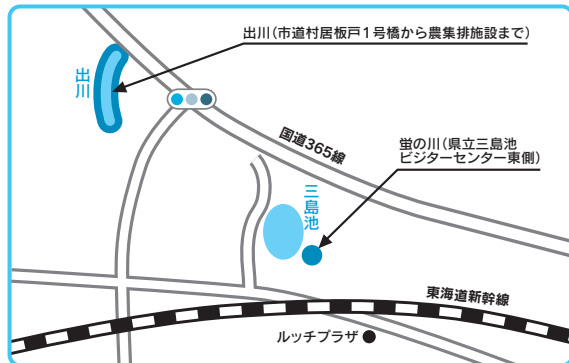 出川（市道村居板戸1号橋から農集排施設まで）
出川
国道365線
蛍の川（県立三島池
ビジターセンター東側）
三島池
東海道新幹線
ルッチプラザ